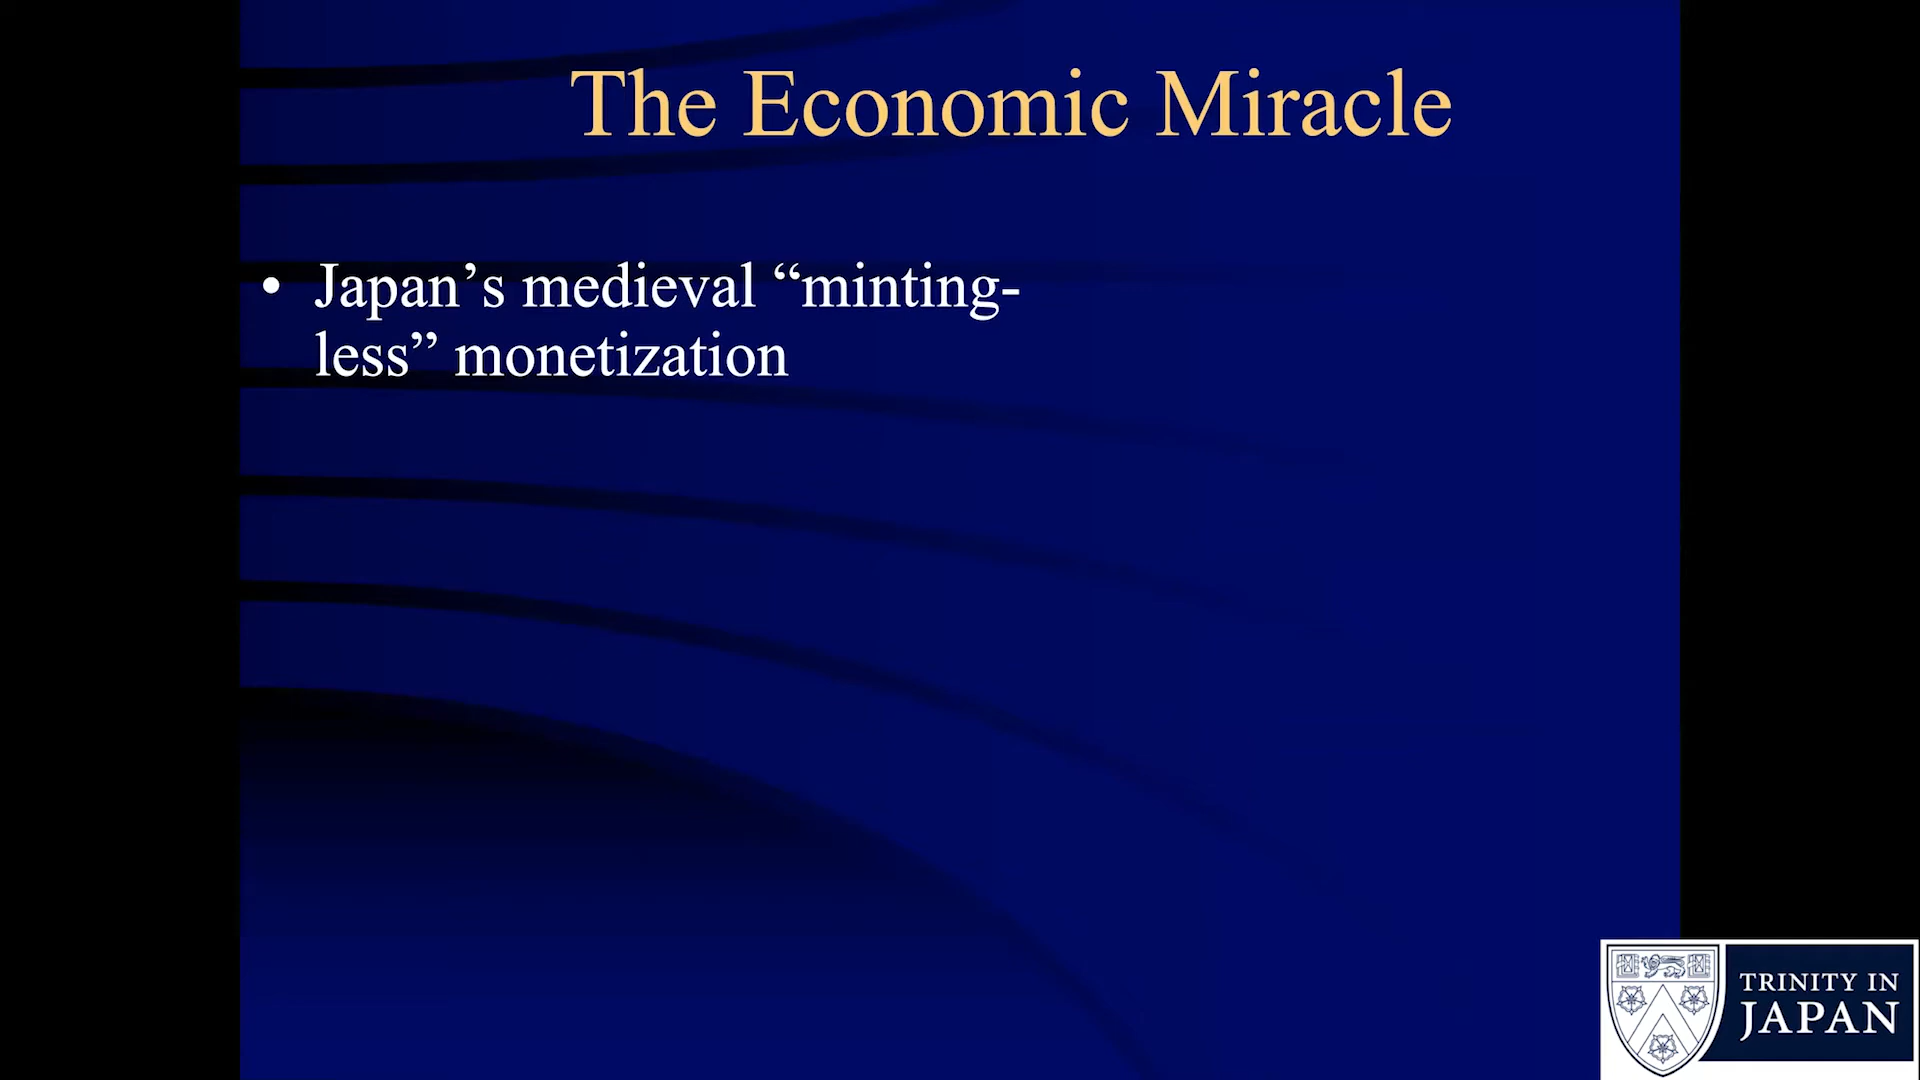 The Economic Miracle
• Japan’s medieval “minting-
less” monetization
TRINITY IN
JAPAN